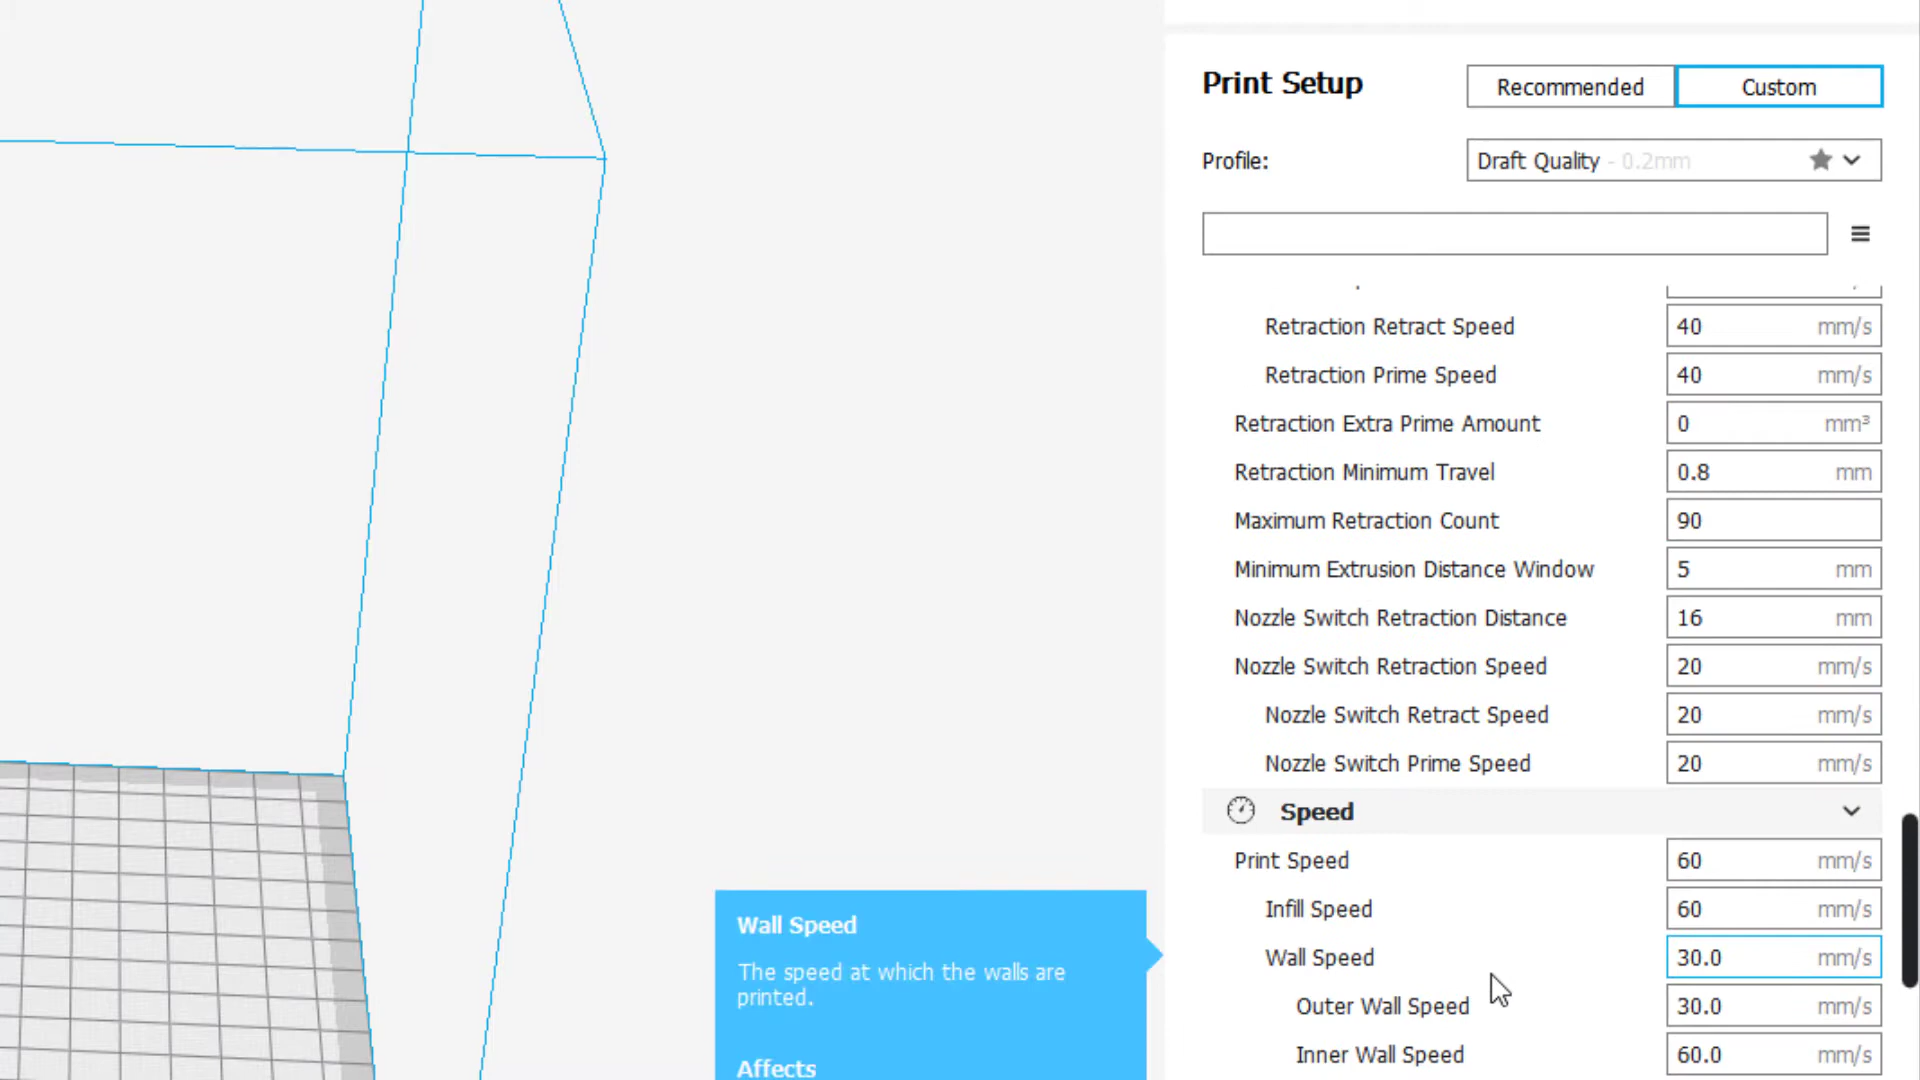 Print Setup
Recommended
Custom
Profile:
Draft Quality - 0.2mm
Retraction Retract Speed 40 mm/s
Retraction Prime Speed 40 mm/s
Retraction Extra Prime Amount 0 mm³
Retraction Minimum Travel 0.8 mm
Maximum Retraction Count 90
Minimum Extrusion Distance Window 5 mm
Nozzle Switch Retraction Distance 16 mm
Nozzle Switch Retraction Speed 20 mm/s
Nozzle Switch Retract Speed 20 mm/s
Nozzle Switch Prime Speed 20 mm/s
Speed
Print Speed 60 mm/s
Infill Speed 60 mm/s
Wall Speed 30.0 mm/s
Outer Wall Speed 30.0 mm/s
Inner Wall Speed 60.0 mm/s
Wall Speed
The speed at which the walls are
printed.
Affects